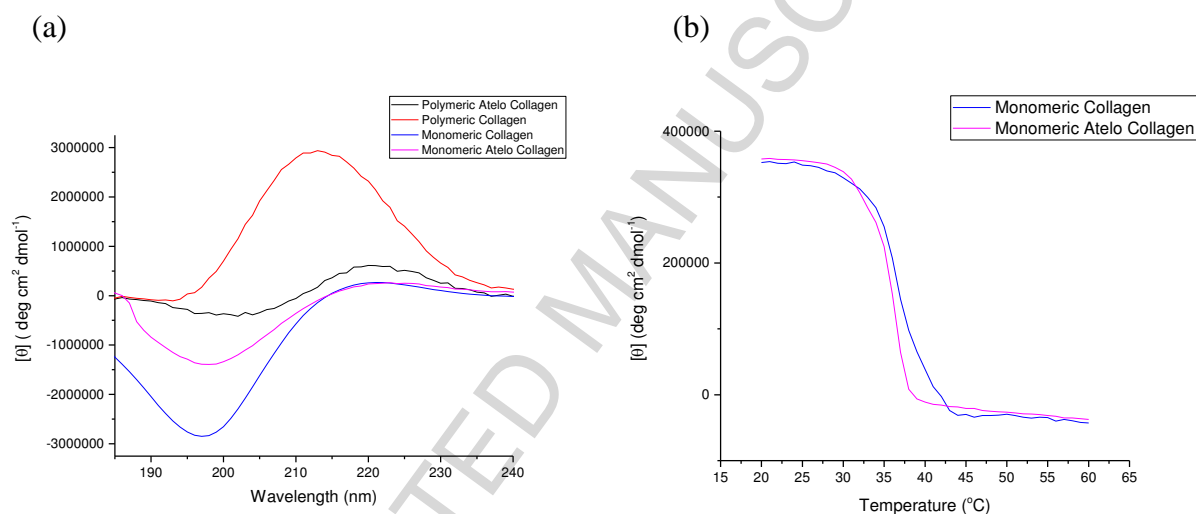 (a)
Polymeric Atelo Collagen
Polymeric Collagen
Monomeric Collagen
Monomeric Atelo Collagen
3000000
2000000
1000000
0
-1000000
-2000000
-3000000
[θ] ( deg cm² dmol⁻¹)
190 200 210 220 230 240
Wavelength (nm)
(b)
Monomeric Collagen
Monomeric Atelo Collagen
400000
200000
0
[θ] (deg cm² dmol⁻¹)
15 20 25 30 35 40 45 50 55 60 65
Temperature (°C)
TED MANUSC